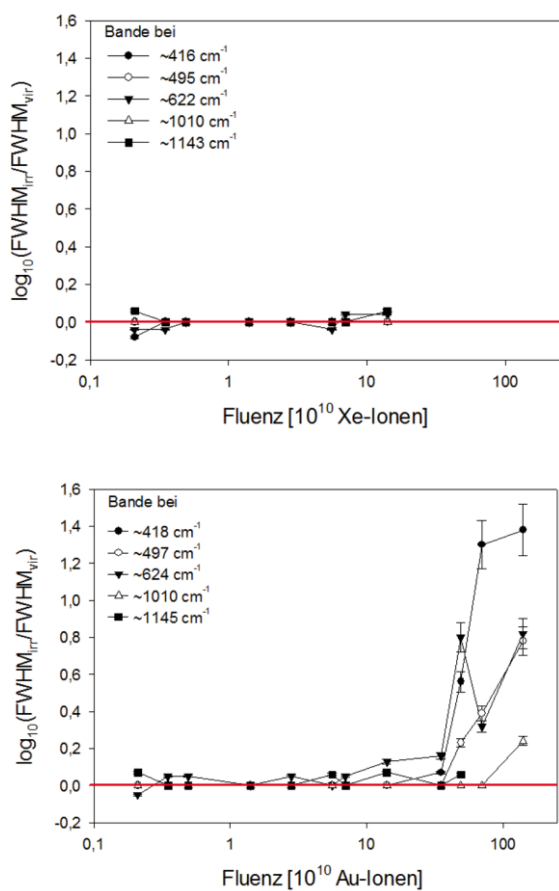 1,6
1,4
1,2
1,0
0,8
0,6
0,4
0,2
0,0
-0,2
log₁₀(FWHMᵢᵣᵣ/FWHMᵥᵢᵣ)
Bande bei
~416 cm⁻¹
~495 cm⁻¹
~622 cm⁻¹
~1010 cm⁻¹
~1143 cm⁻¹
0,1 1 10 100
Fluenz [10¹⁰ Xe-Ionen]
1,6
1,4
1,2
1,0
0,8
0,6
0,4
0,2
0,0
-0,2
log₁₀(FWHMᵢᵣᵣ/FWHMᵥᵢᵣ)
Bande bei
~418 cm⁻¹
~497 cm⁻¹
~624 cm⁻¹
~1010 cm⁻¹
~1145 cm⁻¹
0,1 1 10 100
Fluenz [10¹⁰ Au-Ionen]